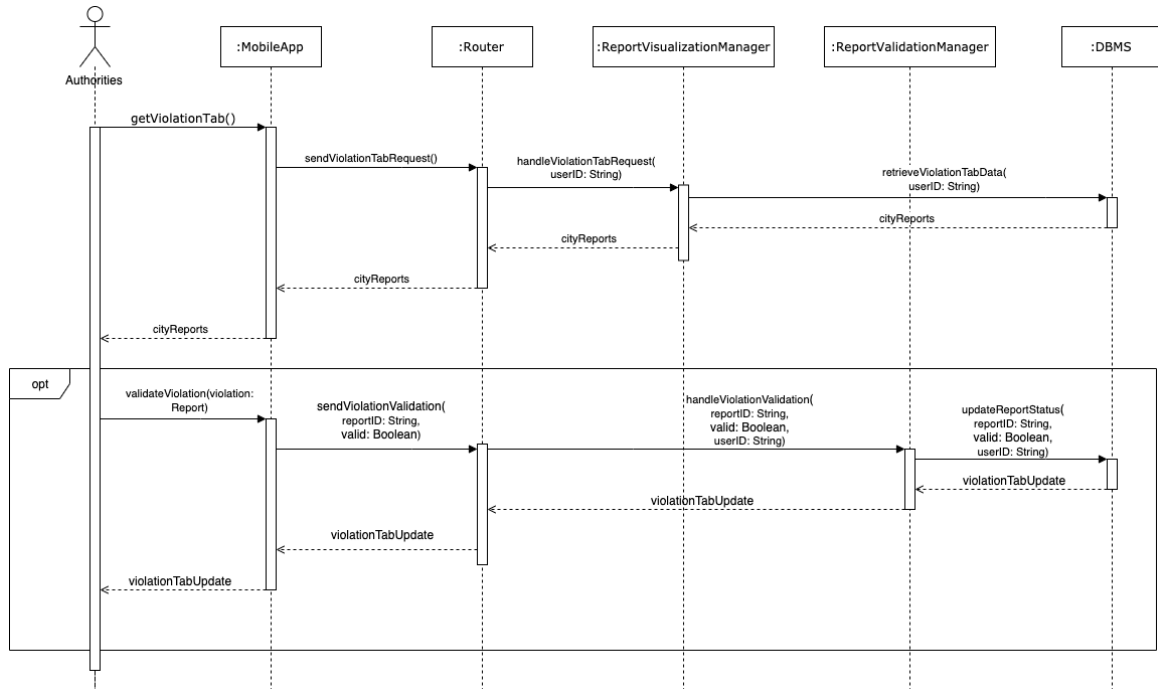 :MobileApp
:Router
:ReportVisualizationManager
:ReportValidationManager
:DBMS
Authorities
getViolationTab()
sendViolationTabRequest()
handleViolationTabRequest(
userID: String)
retrieveViolationTabData(
userID: String)
cityReports
cityReports
cityReports
cityReports
opt
validateViolation(violation:
Report)
sendViolationValidation(
reportID: String,
valid: Boolean)
handleViolationValidation(
reportID: String,
valid: Boolean,
userID: String)
updateReportStatus(
reportID: String,
valid: Boolean,
userID: String)
violationTabUpdate
violationTabUpdate
violationTabUpdate
violationTabUpdate